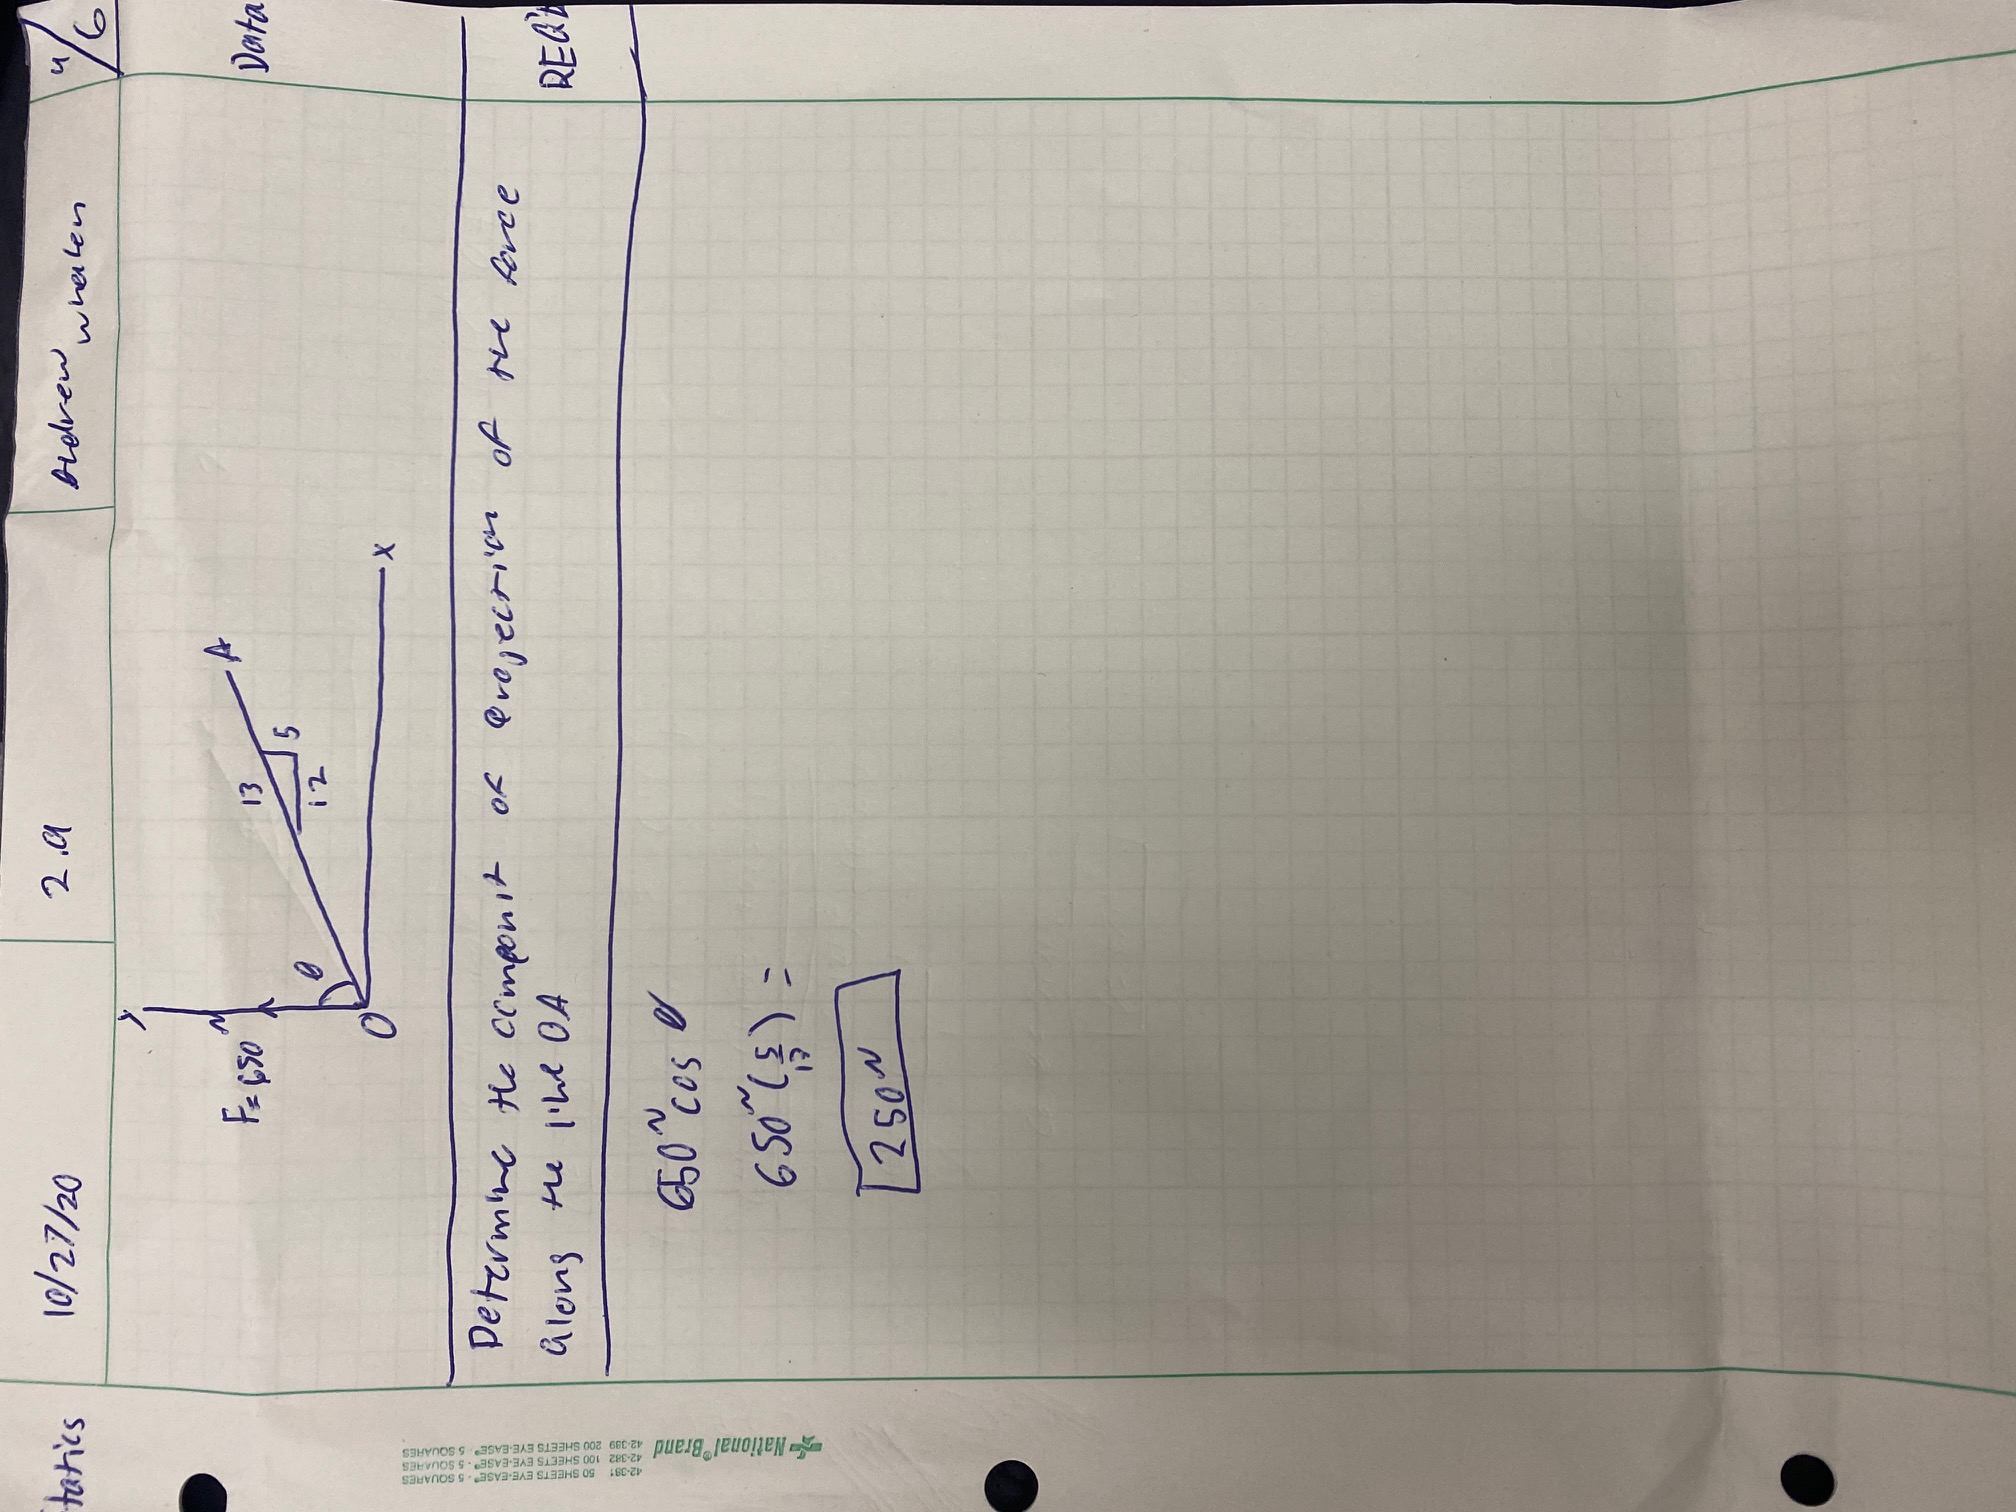 tatics
10/27/20
2.9
Andrew Whalen
4/6
y
F=650 N
θ
13
5
12
A
O
x
Data
Determine the componit of Projection of the force
along the line OA
REQ'D
650 N cos θ
650 N (5/13) =
250 N
42-381 50 SHEETS EYE-EASE® - 5 SQUARES
42-382 100 SHEETS EYE-EASE® - 5 SQUARES
42-389 200 SHEETS EYE-EASE® - 5 SQUARES
National®Brand